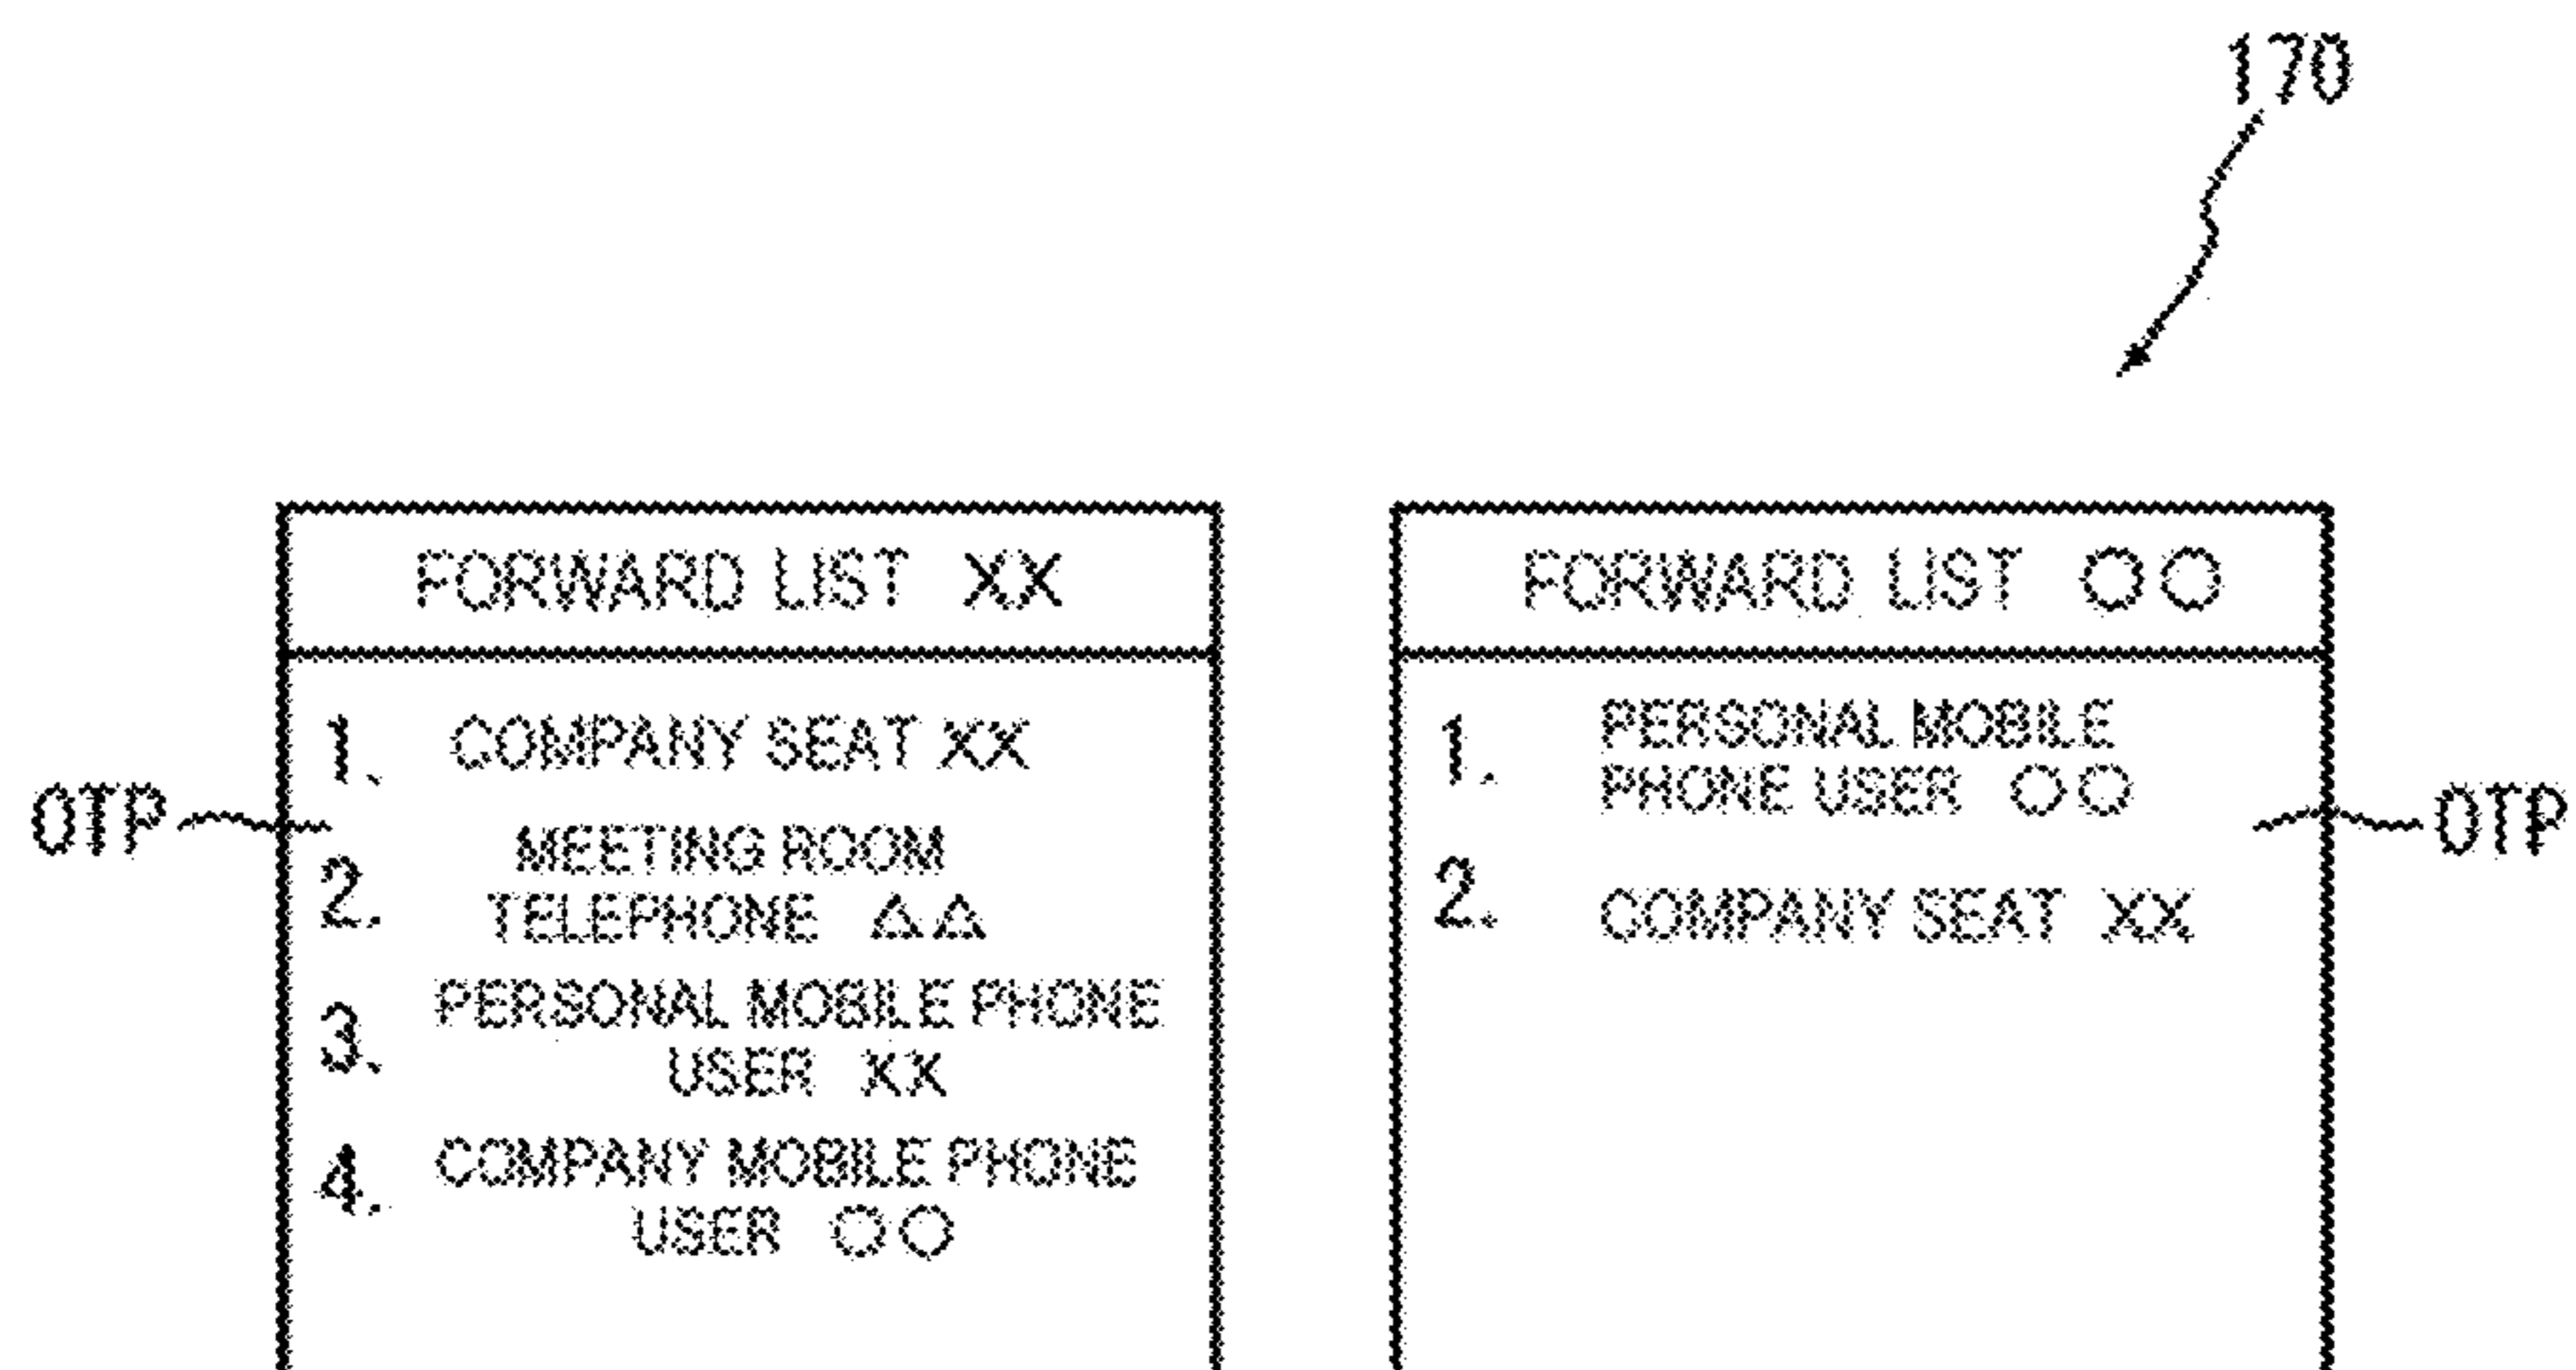 170
FORWARD LIST XX
1. COMPANY SEAT XX
OTP
2. MEETING ROOM
TELEPHONE △△
3. PERSONAL MOBILE PHONE
USER XX
4. COMPANY MOBILE PHONE
USER ○○
FORWARD LIST ○○
1. PERSONAL MOBILE
PHONE USER ○○
OTP
2. COMPANY SEAT XX